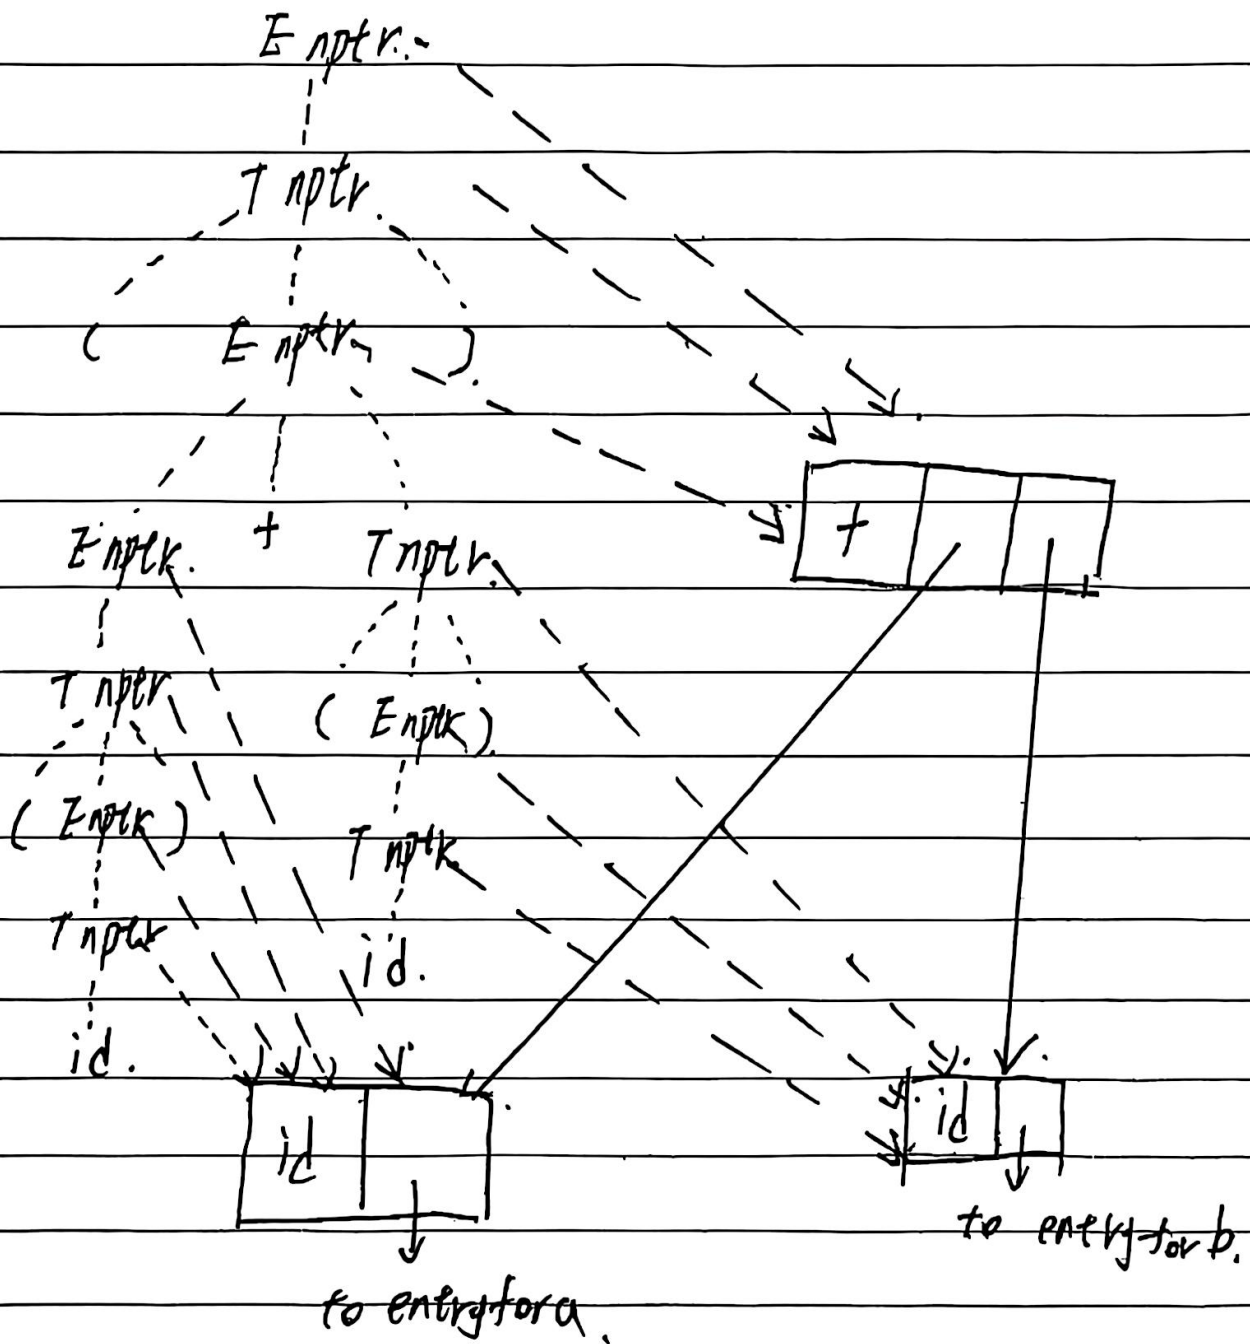 E nptr.
T nptr.
( E nptr. )
+
E nptr. + T nptr.
T nptr
( E nptr )
( E nptr )
T nptr
T nptr
id.
id.
id
id
to entry for b.
to entry for a.